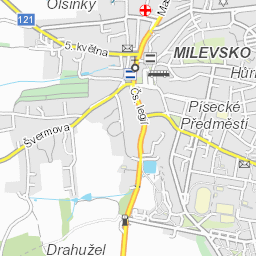 Olšinky
121
5. května
MILEVSKO
Čs. legií
Písecké
Předměstí
Švermova
Drahužel